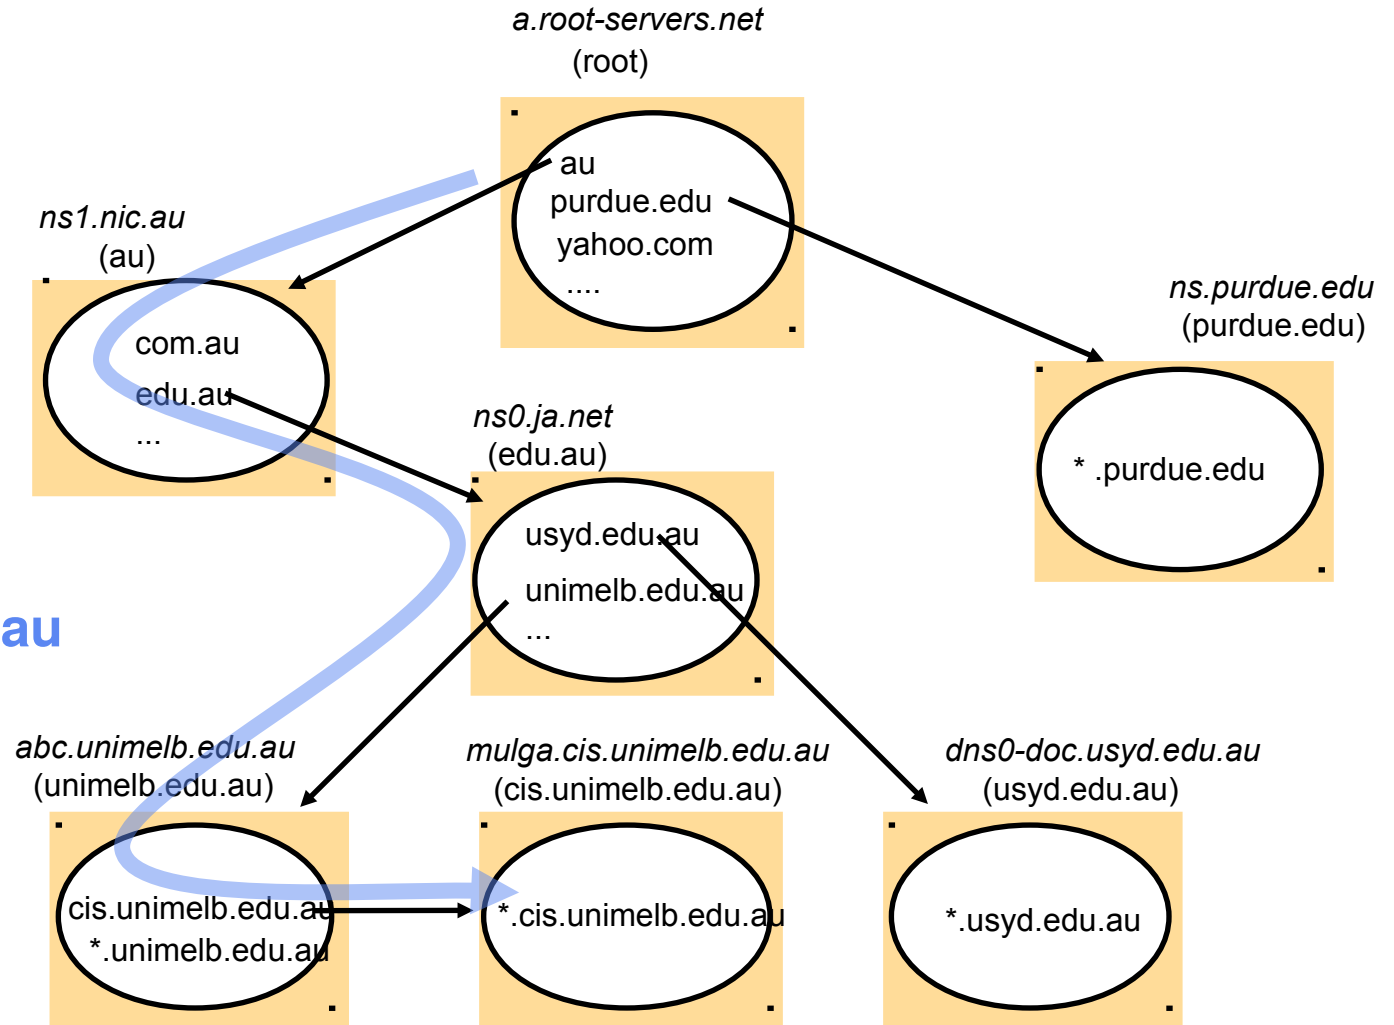 a.root-servers.net
(root)
au
purdue.edu
yahoo.com
....
ns1.nic.au
(au)
com.au
edu.au
...
ns.purdue.edu
(purdue.edu)
* .purdue.edu
ns0.ja.net
(edu.au)
usyd.edu.au
unimelb.edu.au
...
au
abc.unimelb.edu.au
(unimelb.edu.au)
cis.unimelb.edu.au
*.unimelb.edu.au
mulga.cis.unimelb.edu.au
(cis.unimelb.edu.au)
*.cis.unimelb.edu.au
dns0-doc.usyd.edu.au
(usyd.edu.au)
*.usyd.edu.au